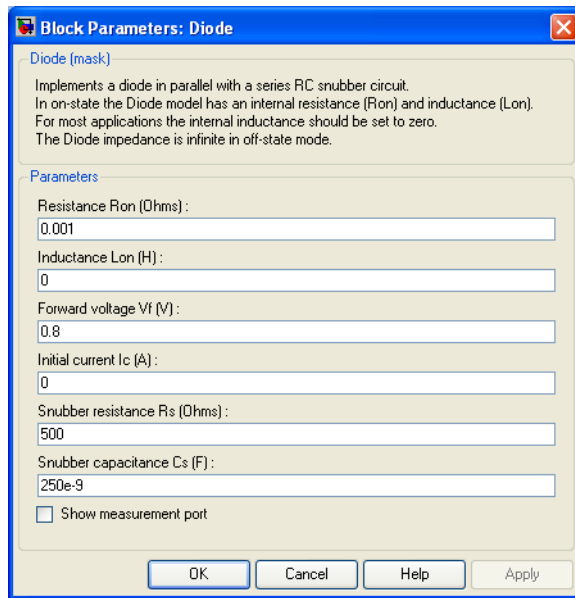 Block Parameters: Diode
Diode (mask)
Implements a diode in parallel with a series RC snubber circuit.
In on-state the Diode model has an internal resistance (Ron) and inductance (Lon).
For most applications the internal inductance should be set to zero.
The Diode impedance is infinite in off-state mode.
Parameters
Resistance Ron (Ohms) :
0.001
Inductance Lon (H) :
0
Forward voltage Vf (V) :
0.8
Initial current Ic (A) :
0
Snubber resistance Rs (Ohms) :
500
Snubber capacitance Cs (F) :
250e-9
Show measurement port
OK Cancel Help Apply